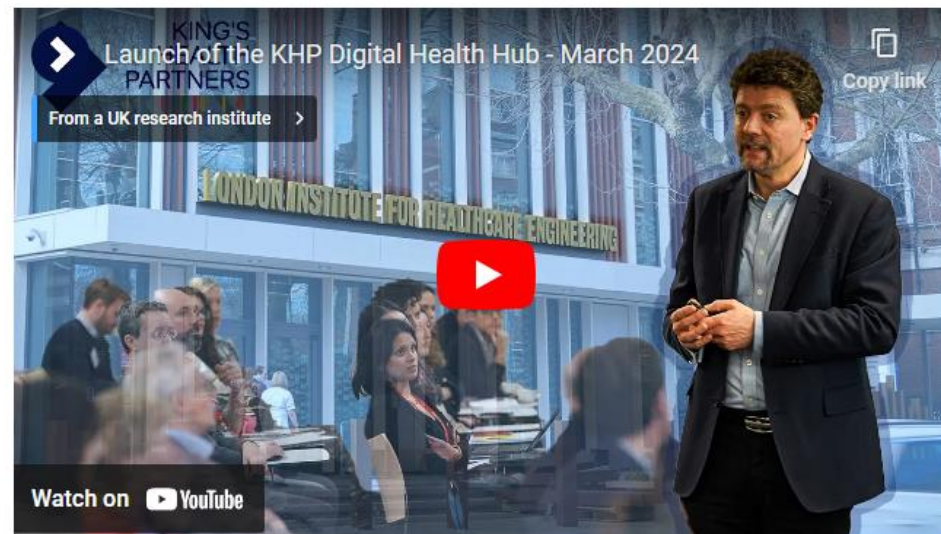 KING'S
HEALTH
PARTNERS
Launch of the KHP Digital Health Hub - March 2024
Copy link
From a UK research institute
LONDON INSTITUTE FOR HEALTHCARE ENGINEERING
Watch on YouTube